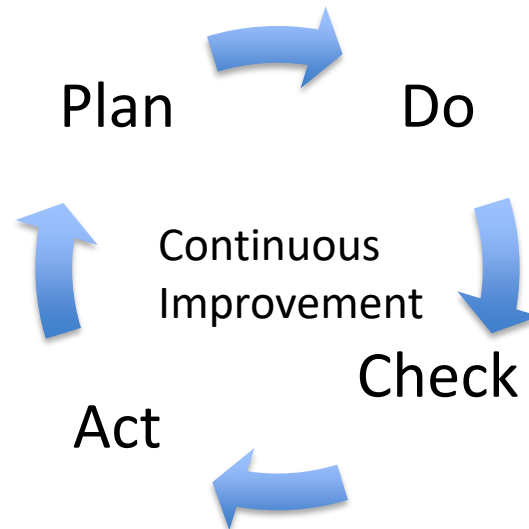 Plan
Do
Continuous
Improvement
Check
Act